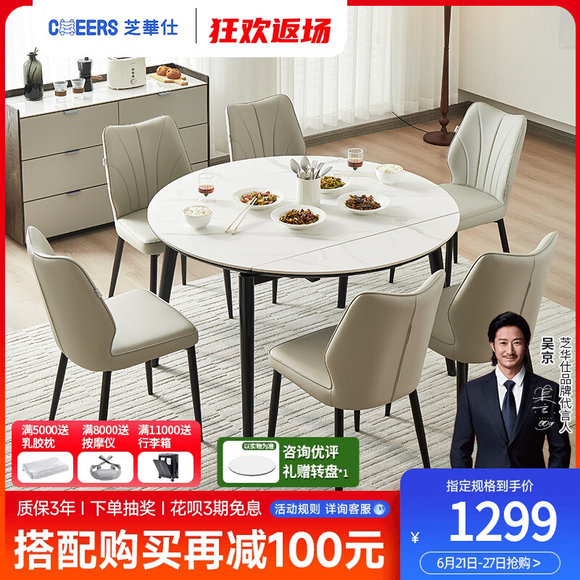 CHEERS 芝華仕
狂欢返场
吴京
芝华仕品牌代言人
满5000送
乳胶枕
满8000送
按摩仪
满11000送
行李箱
以实物为准
咨询优评
礼赠转盘*1
质保3年 | 下单抽奖 | 花呗3期免息
活动规则 详询客服
搭配购买再减100元
指定规格到手价
¥1299
6月21日-27日抢购>